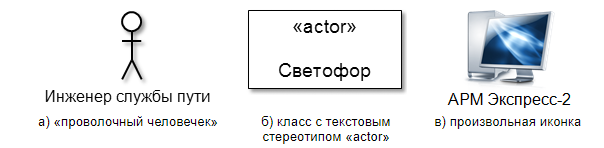 «actor»
Светофор
Инженер службы пути
АРМ Экспресс-2
а) «проволочный человечек»
б) класс с текстовым
стереотипом «actor»
в) произвольная иконка